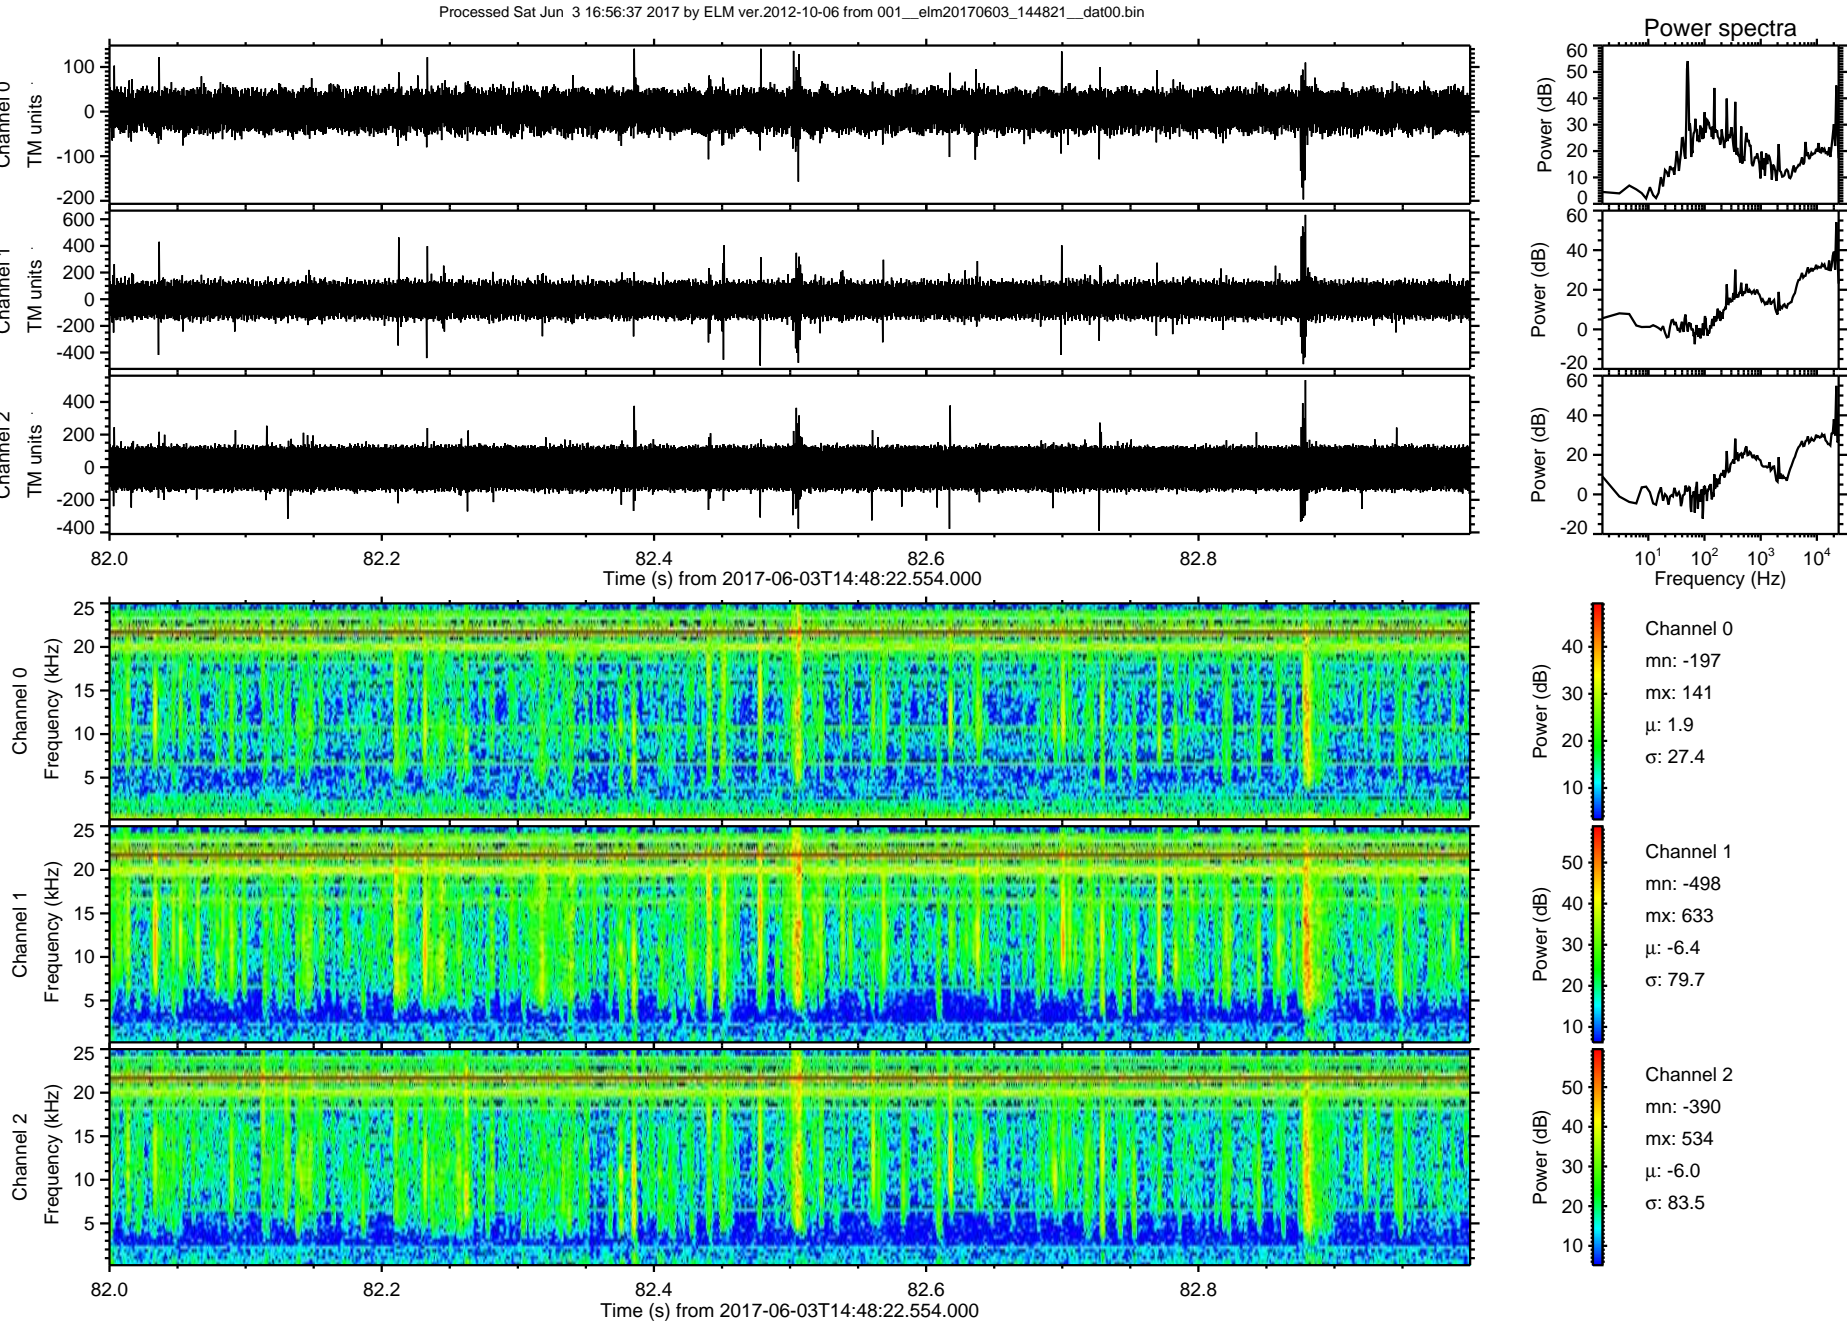 Processed Sat Jun 3 16:56:37 2017 by ELM ver.2012-10-06 from 001__elm20170603_144821__dat00.bin
Power spectra
Channel 0
TM units
100
0
-100
-200
Power (dB)
60
50
40
30
20
10
0
Channel 1
TM units
600
400
200
0
-200
-400
Power (dB)
60
40
20
0
-20
Channel 2
TM units
400
200
0
-200
-400
Power (dB)
60
40
20
0
-20
82.0 82.2 82.4 82.6 82.8
Time (s) from 2017-06-03T14:48:22.554.000
10¹ 10² 10³ 10⁴
Frequency (Hz)
Channel 0
Frequency (kHz)
25
20
15
10
5
Power (dB)
40
30
20
10
Channel 0
mn: -197
mx: 141
µ: 1.9
σ: 27.4
Channel 1
Frequency (kHz)
25
20
15
10
5
Power (dB)
50
40
30
20
10
Channel 1
mn: -498
mx: 633
µ: -6.4
σ: 79.7
Channel 2
Frequency (kHz)
25
20
15
10
5
Power (dB)
50
40
30
20
10
Channel 2
mn: -390
mx: 534
µ: -6.0
σ: 83.5
82.0 82.2 82.4 82.6 82.8
Time (s) from 2017-06-03T14:48:22.554.000